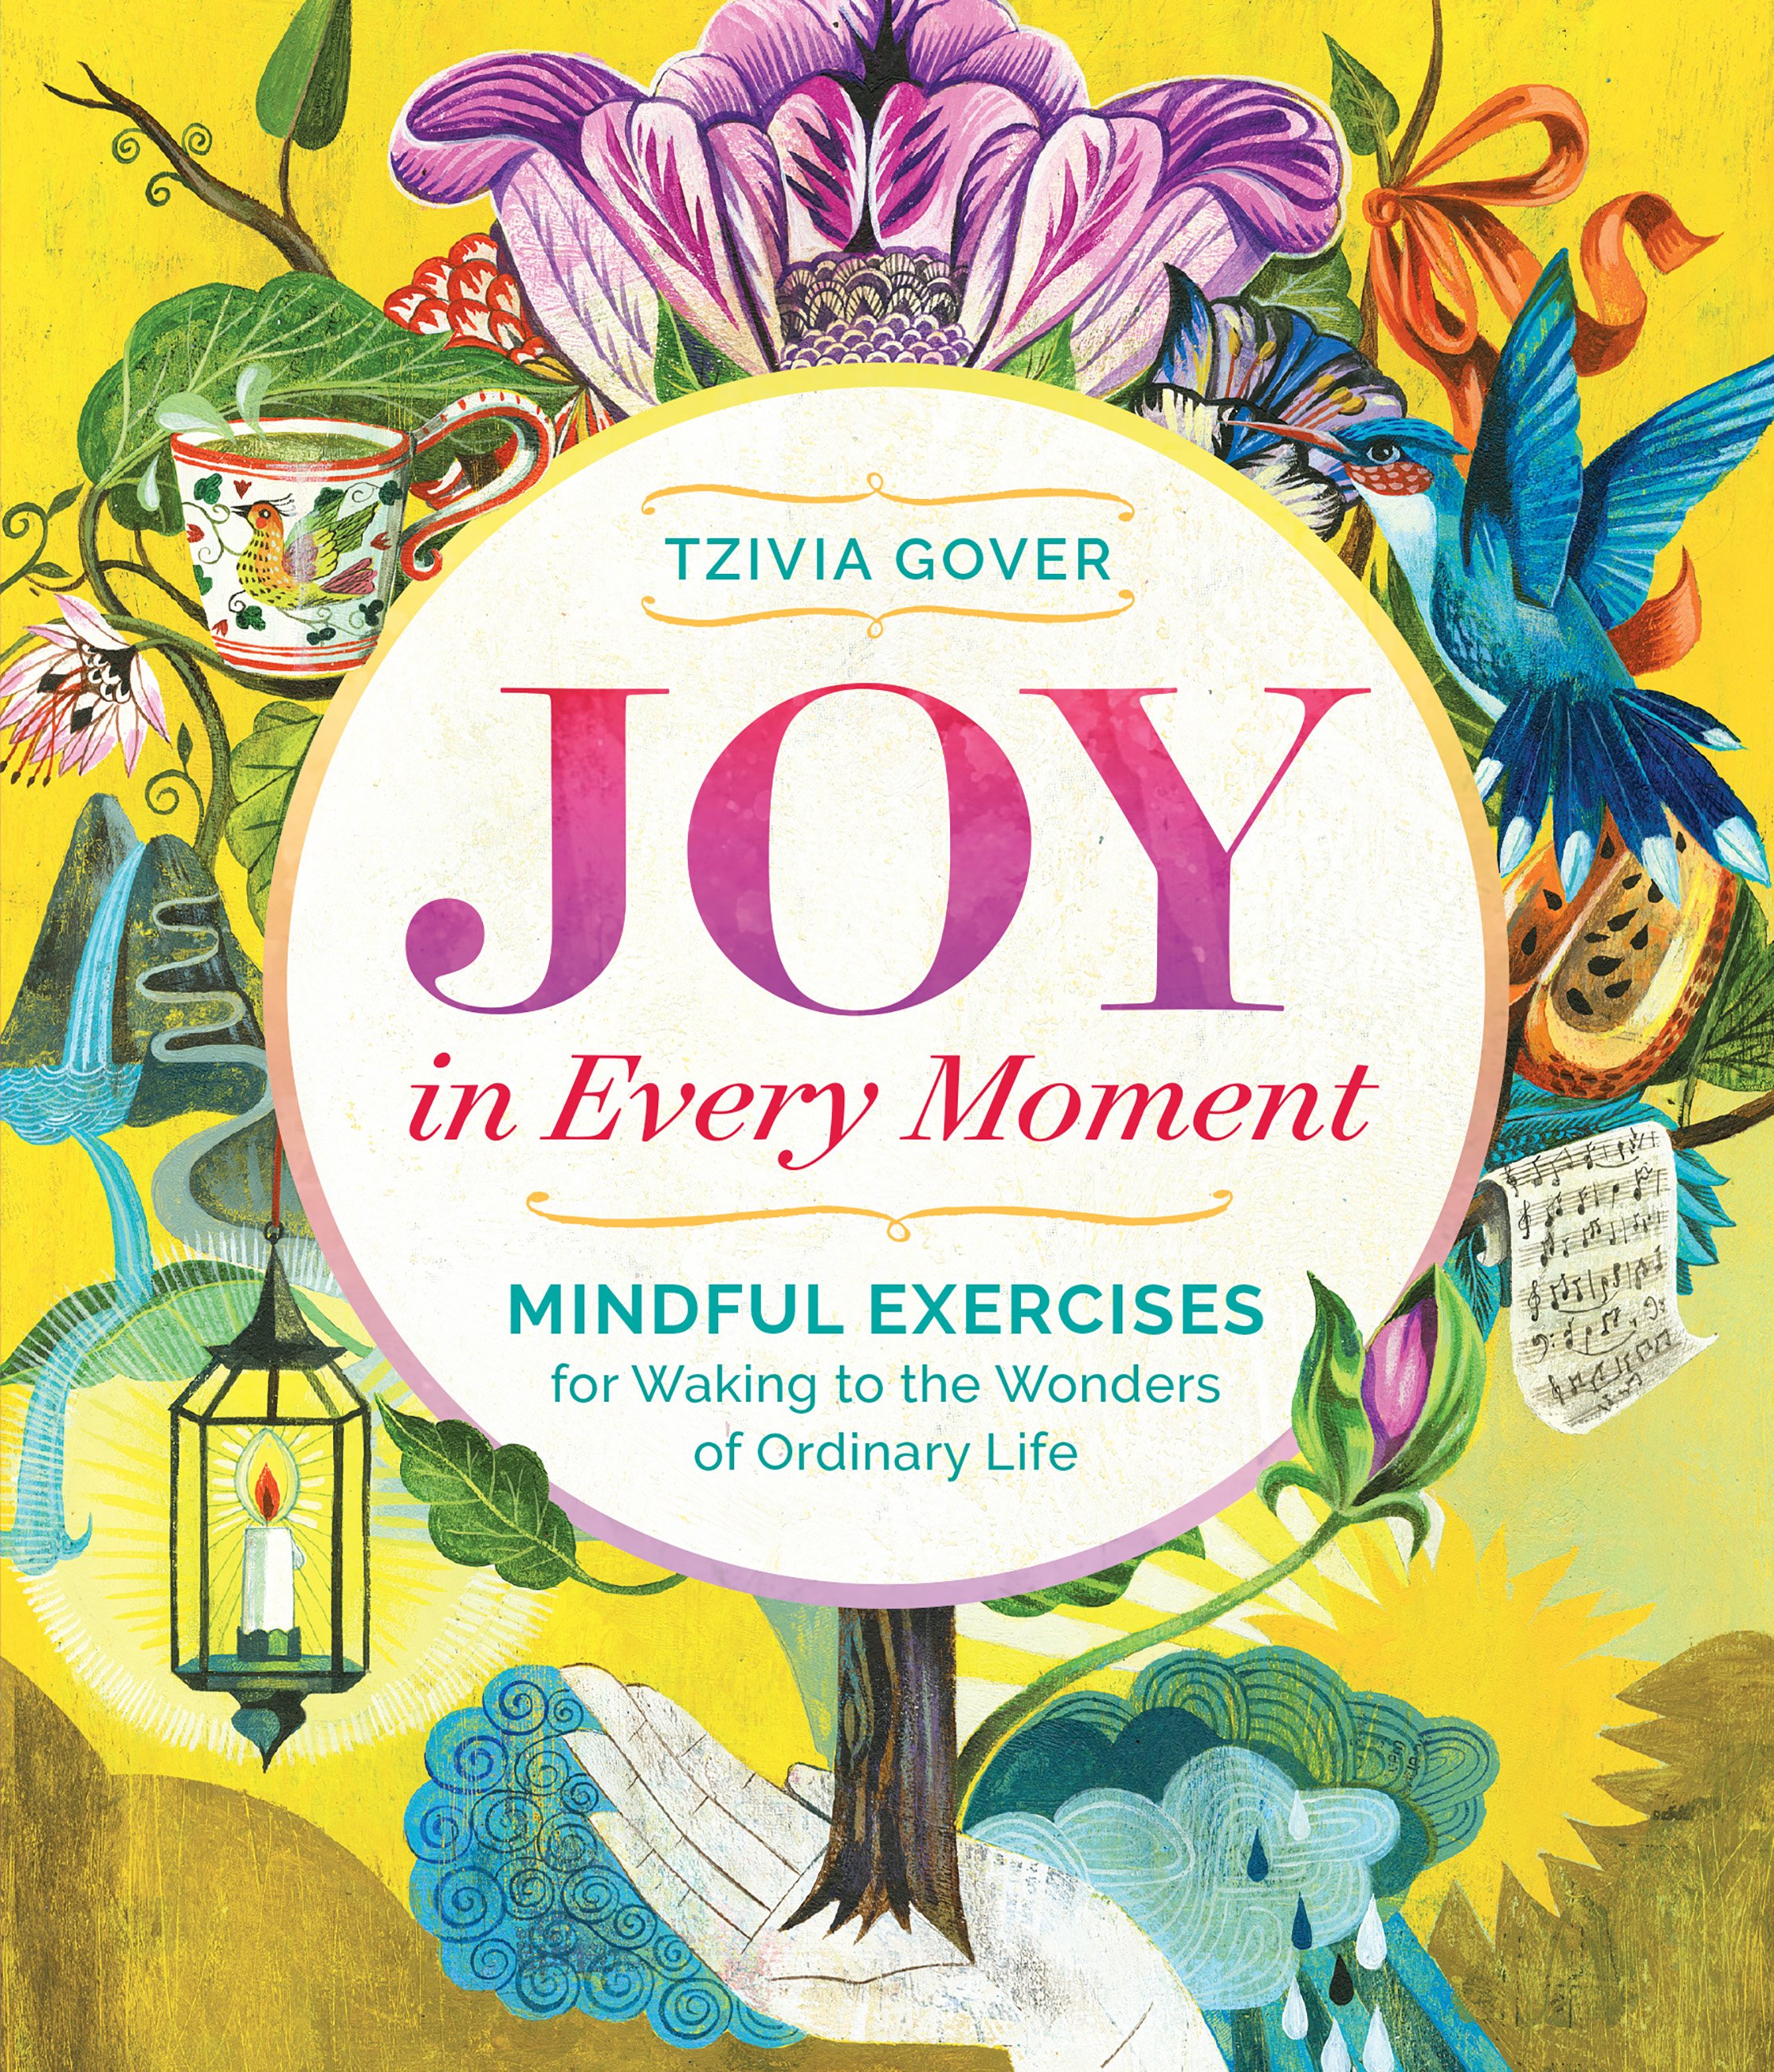 TZIVIA GOVER
JOY
in Every Moment
MINDFUL EXERCISES
for Waking to the Wonders
of Ordinary Life